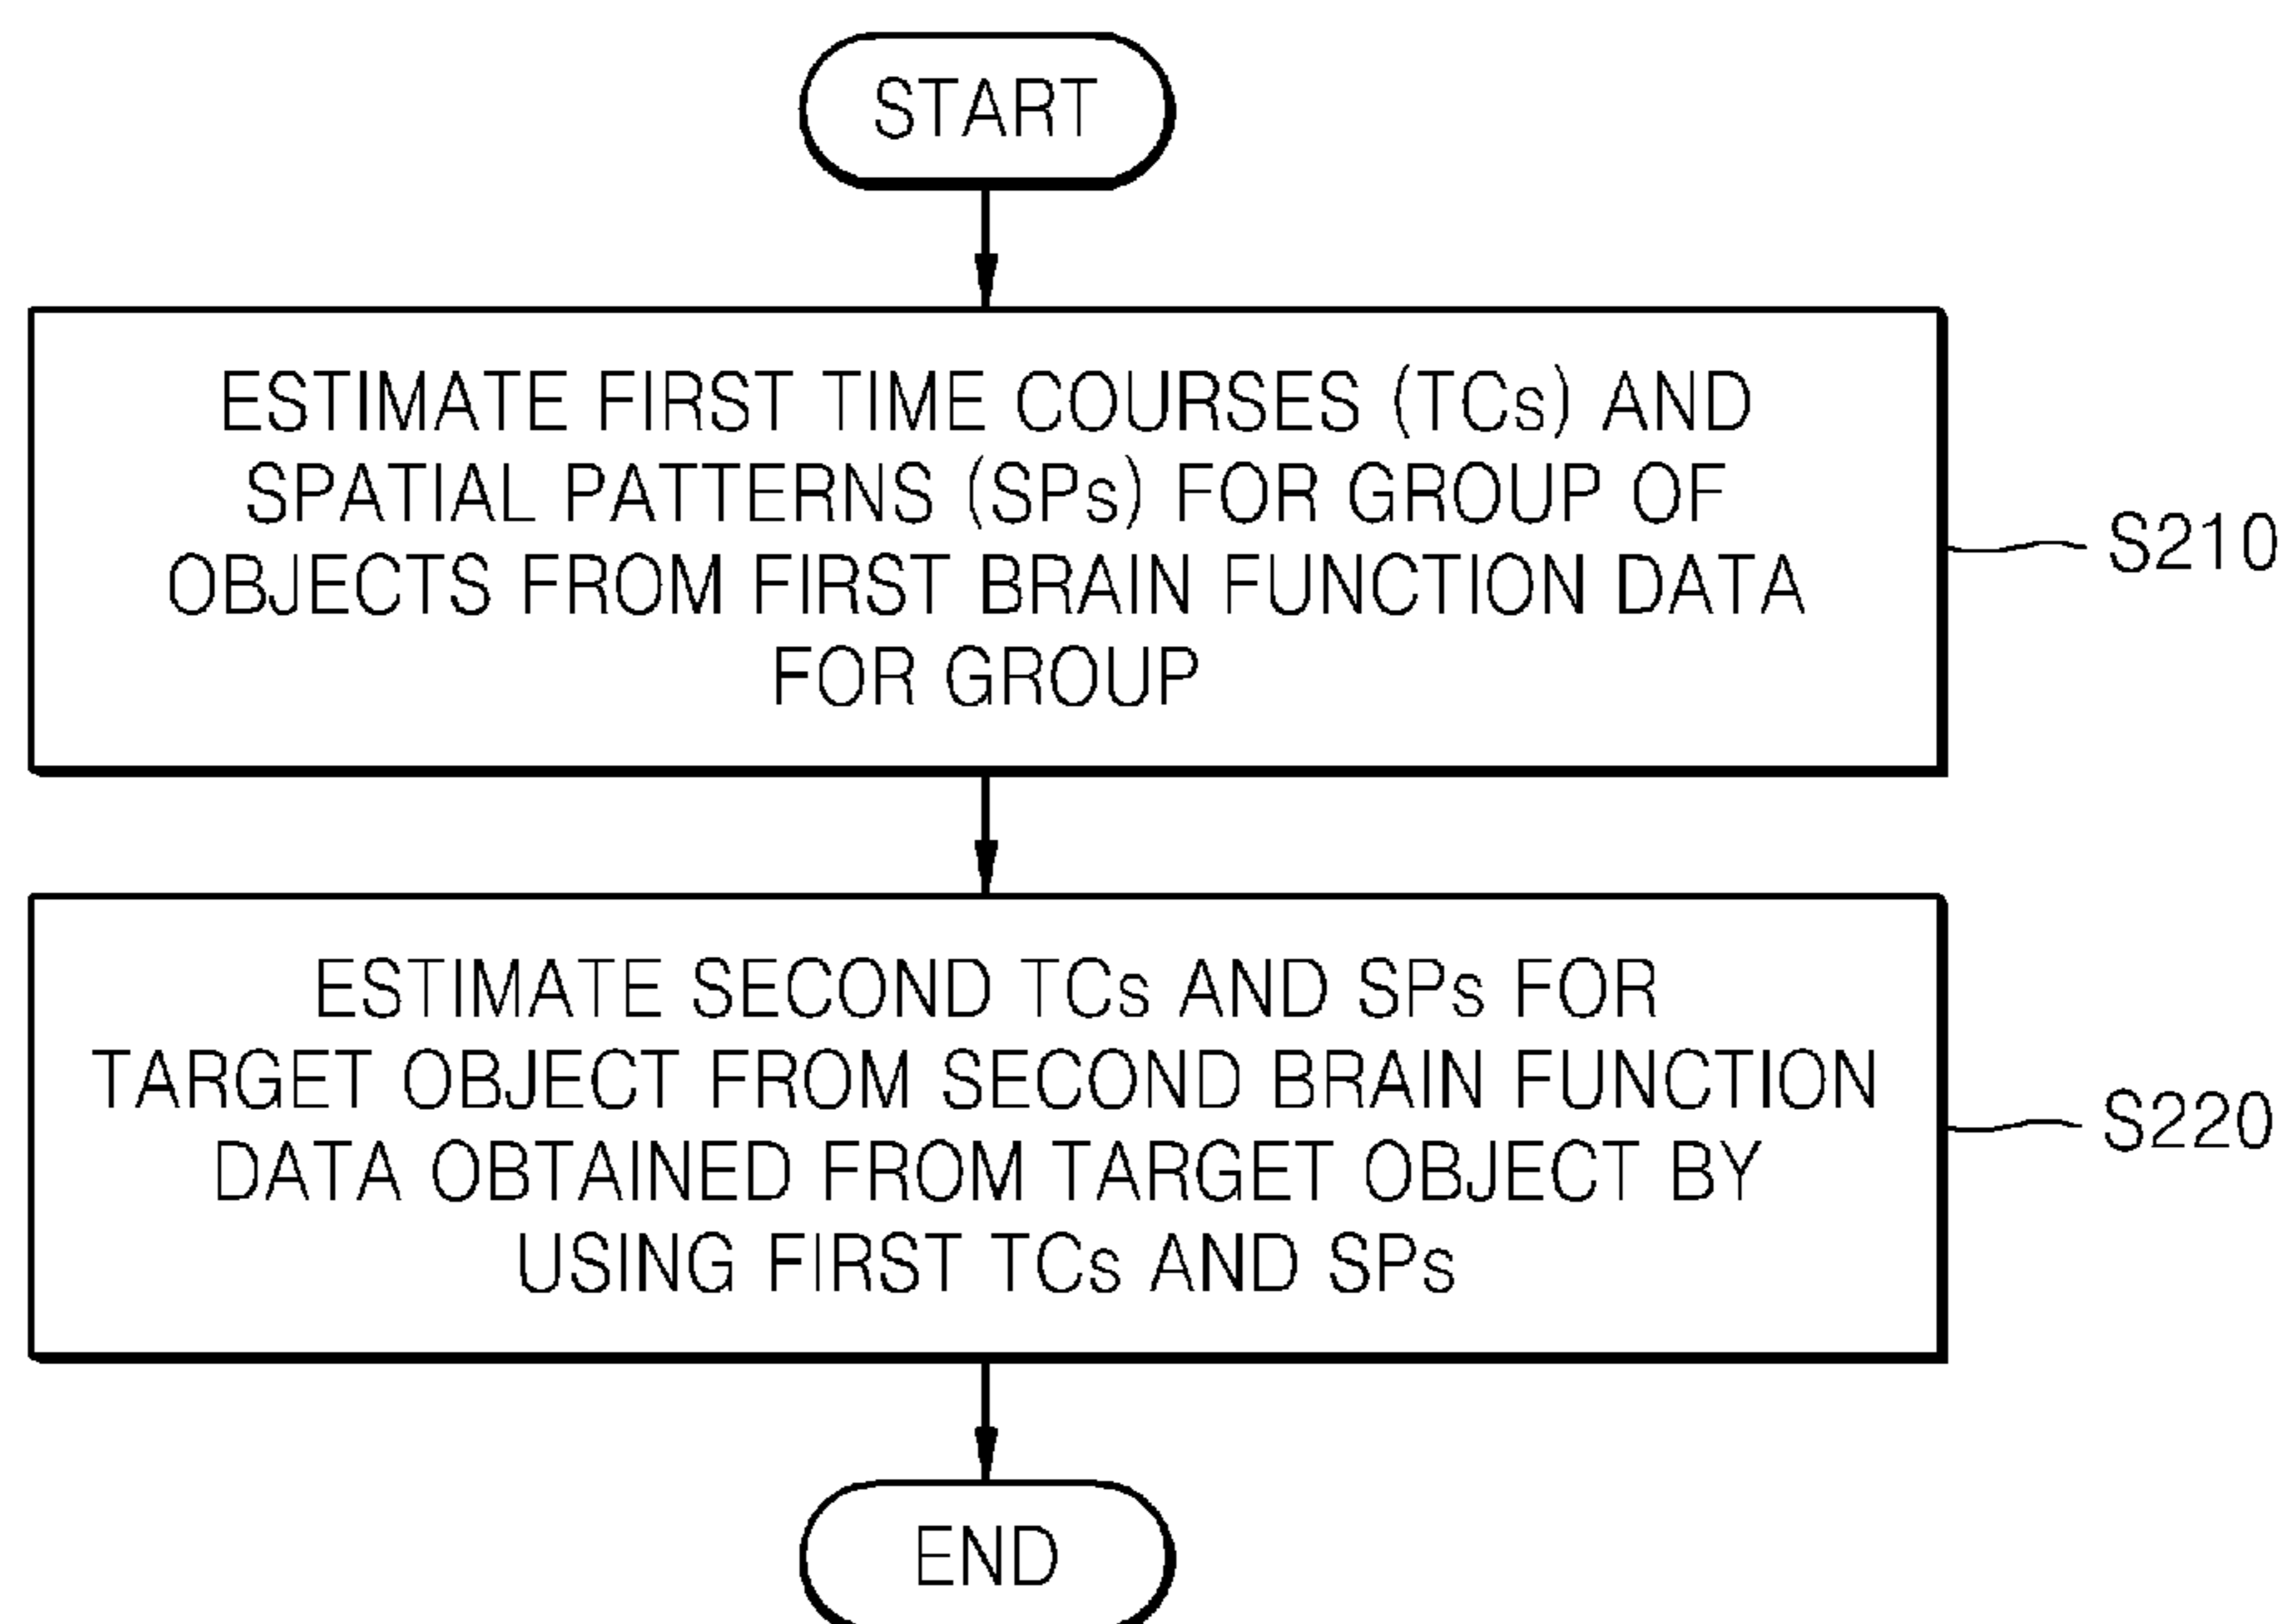 START
ESTIMATE FIRST TIME COURSES (TCs) AND
SPATIAL PATTERNS (SPs) FOR GROUP OF
OBJECTS FROM FIRST BRAIN FUNCTION DATA
FOR GROUP
S210
ESTIMATE SECOND TCs AND SPs FOR
TARGET OBJECT FROM SECOND BRAIN FUNCTION
DATA OBTAINED FROM TARGET OBJECT BY
USING FIRST TCs AND SPs
S220
END